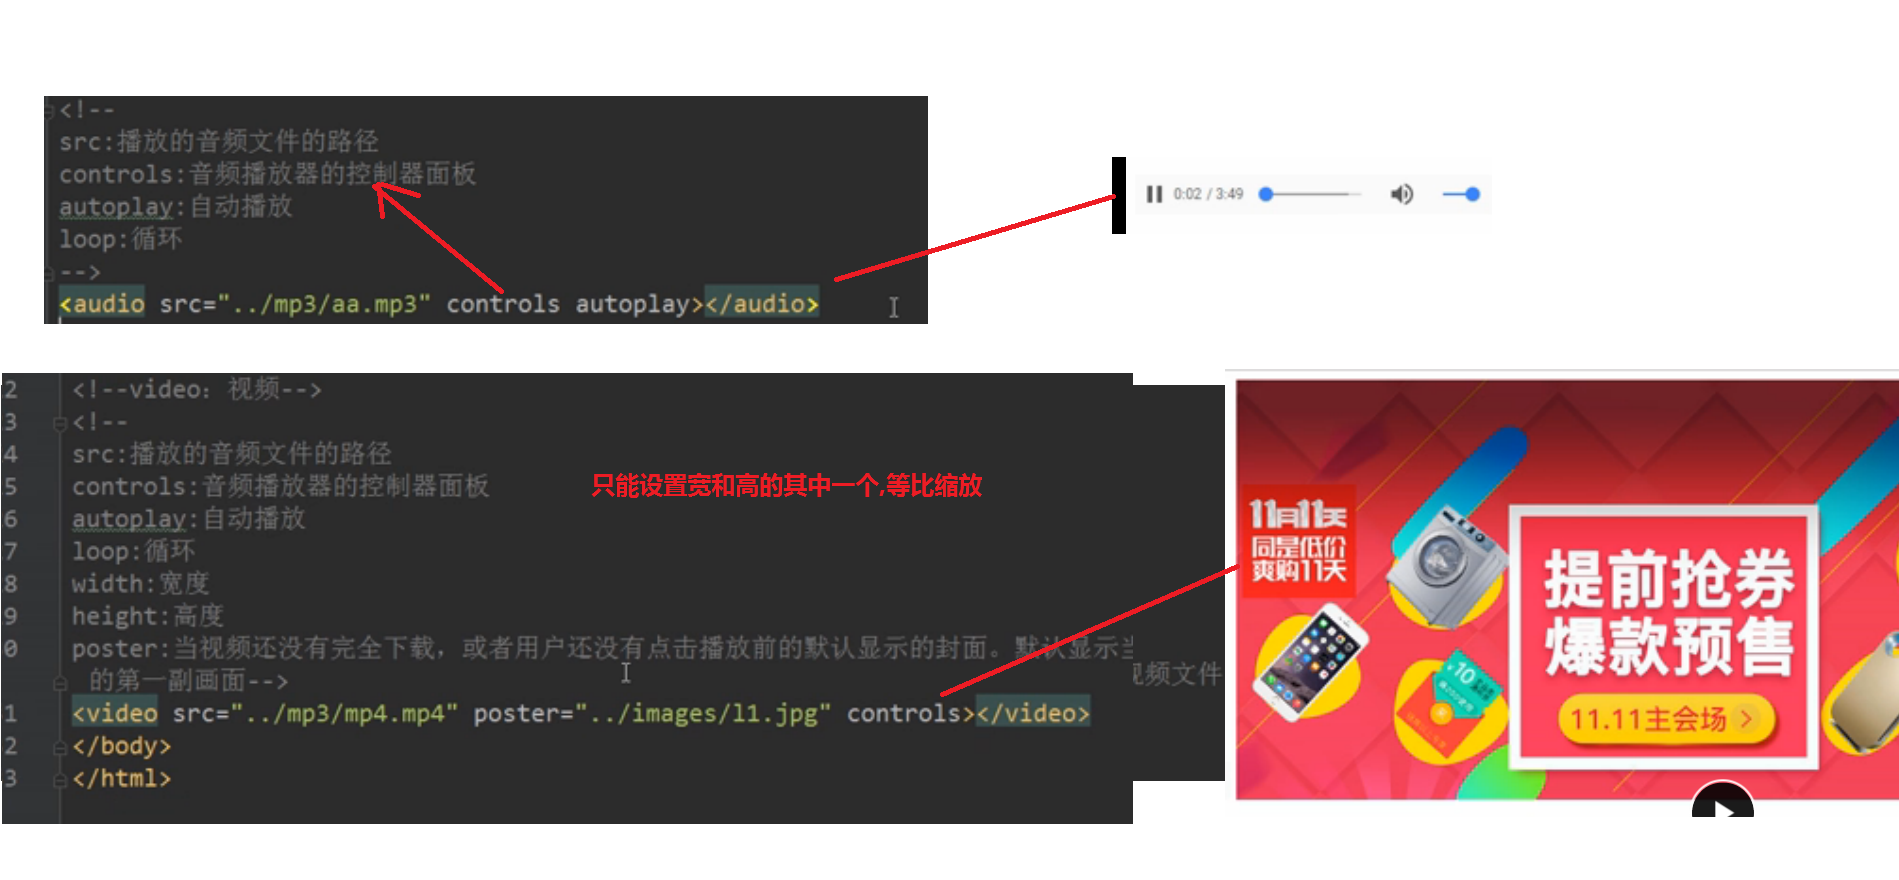 <!--
src:播放的音频文件的路径
controls:音频播放器的控制器面板
autoplay:自动播放
loop:循环
-->
<audio src="../mp3/aa.mp3" controls autoplay></audio>
0:02 / 3:49
2 <!--video: 视频-->
3 <!--
4 src:播放的音频文件的路径
5 controls:音频播放器的控制器面板
只能设置宽和高的其中一个,等比缩放
6 autoplay:自动播放
7 loop:循环
8 width:宽度
9 height:高度
0 poster:当视频还没有完全下载，或者用户还没有点击播放前的默认显示的封面。默认显示当
视频文件
的第一副画面-->
1 <video src="../mp3/mp4.mp4" poster="../images/l1.jpg" controls></video>
2 </body>
3 </html>
11月11天
同是低价
爽购11天
提前抢券
爆款预售
11.11主会场 >
¥10